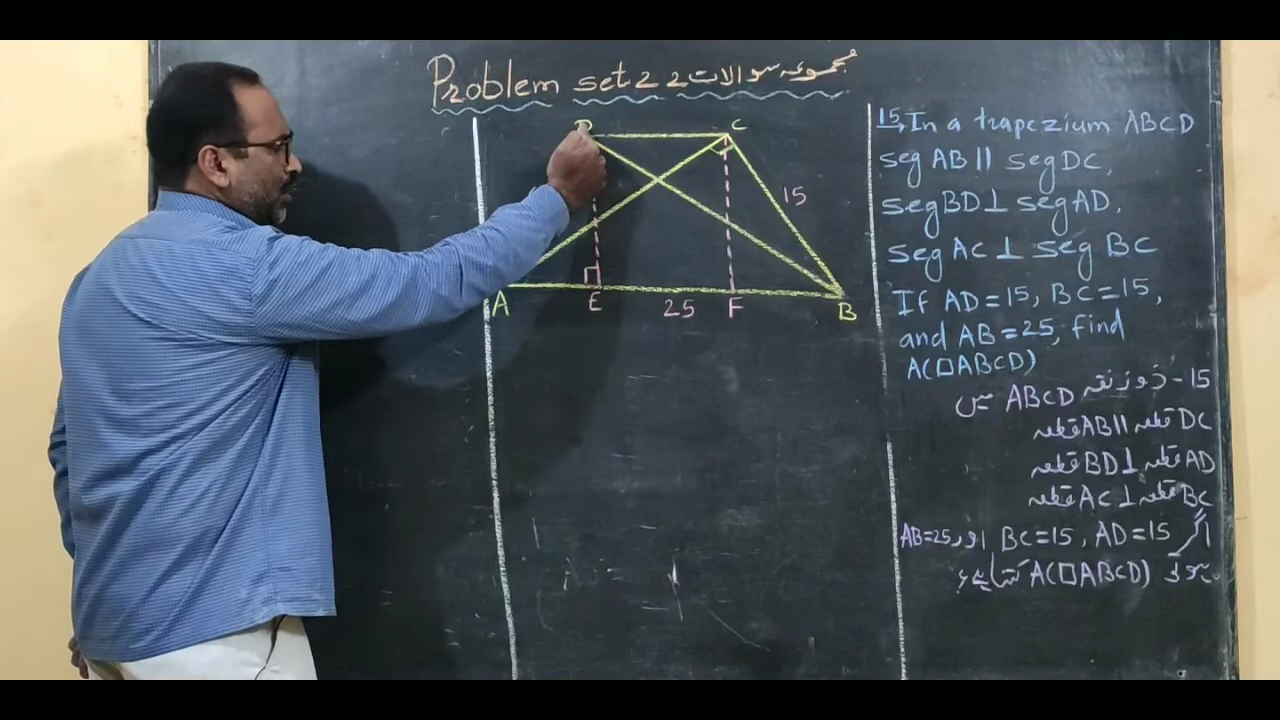 Problem set 2 مجموعہ سوالات 2
D C
15
A E 25 F B
15, In a trapezium ABCD
seg AB ∥ seg DC,
seg BD ⊥ seg AD,
seg AC ⊥ seg BC
If AD = 15, BC = 15,
and AB = 25, find
A(□ABCD)
15 - ذوزنقہ ABCD میں
قطعہ AB ∥ قطعہ DC
قطعہ BD ⊥ قطعہ AD
قطعہ AC ⊥ قطعہ BC
اگر AD = 15 , BC = 15 اور AB = 25
ہو تو A(□ABCD)